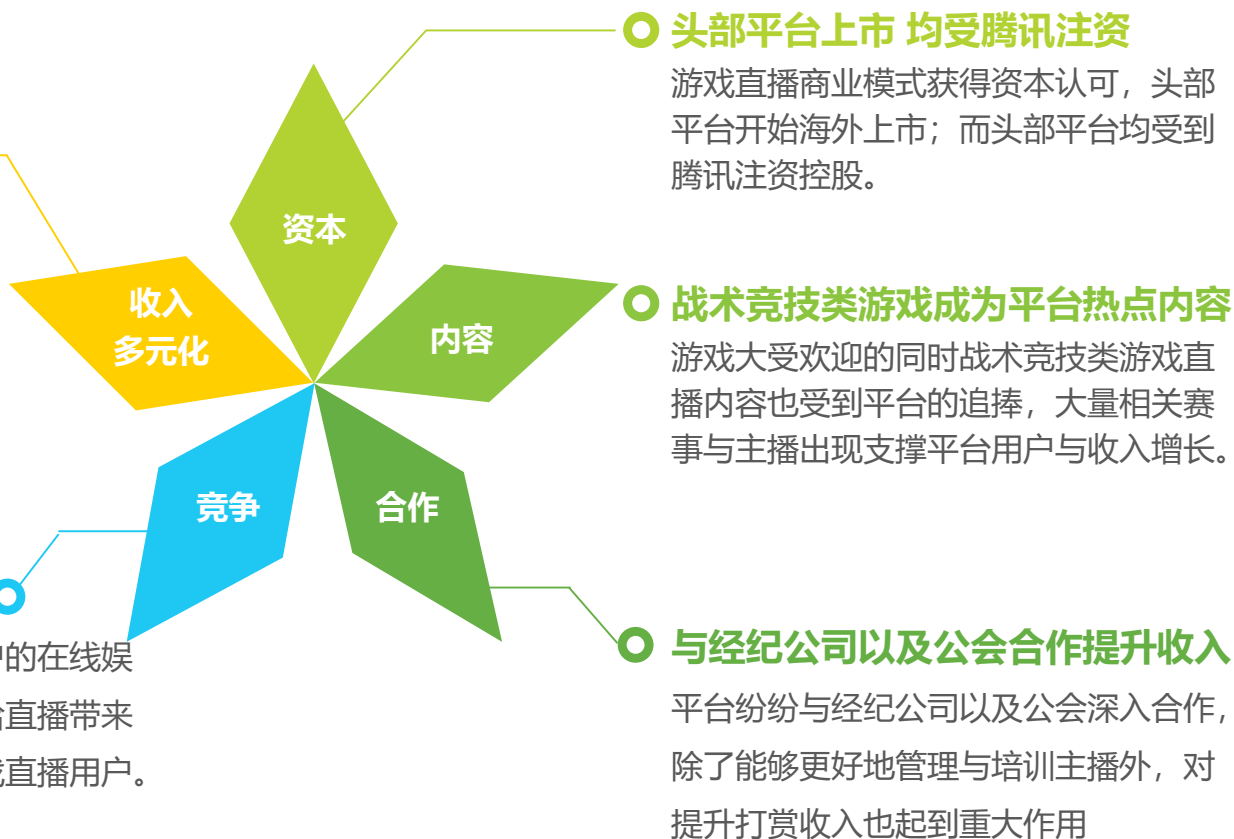 头部平台上市 均受腾讯注资
游戏直播商业模式获得资本认可，头部
平台开始海外上市；而头部平台均受到
腾讯注资控股。
资本
收入
多元化
内容
战术竞技类游戏成为平台热点内容
游戏大受欢迎的同时战术竞技类游戏直
播内容也受到平台的追捧，大量相关赛
事与主播出现支撑平台用户与收入增长。
竞争
合作
的在线娱
直播带来
直播用户。
与经纪公司以及公会合作提升收入
平台纷纷与经纪公司以及公会深入合作，
除了能够更好地管理与培训主播外，对
提升打赏收入也起到重大作用